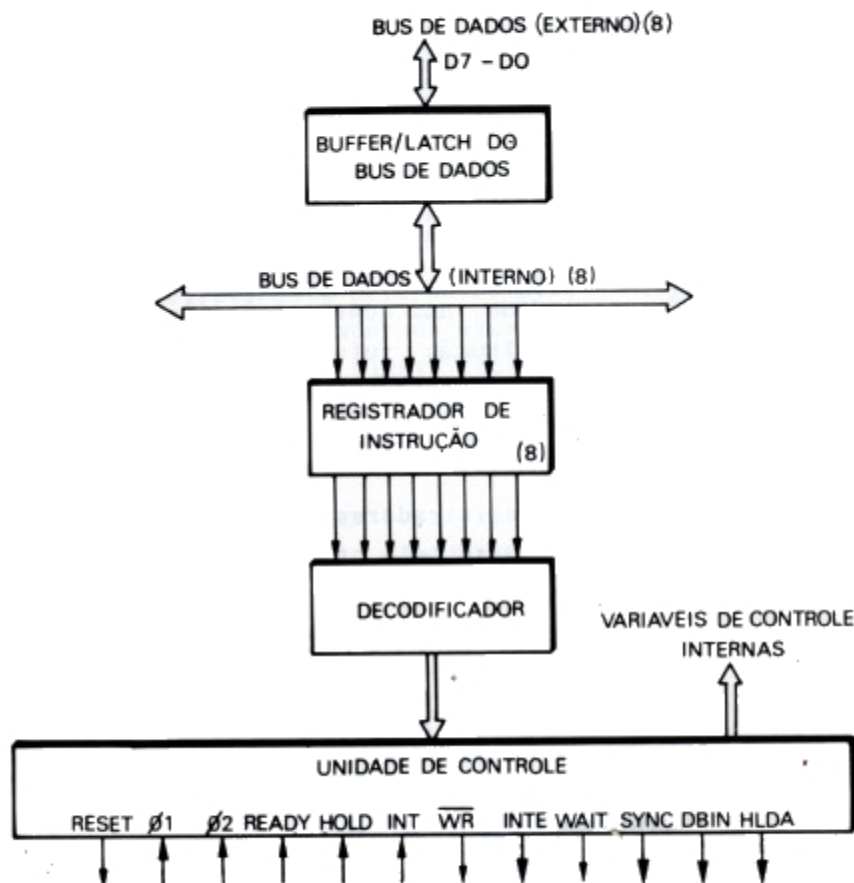 BUS DE DADOS (EXTERNO)(8)
D7 - D0
BUFFER/LATCH DO
BUS DE DADOS
BUS DE DADOS (INTERNO) (8)
REGISTRADOR DE
INSTRUÇÃO
(8)
DECODIFICADOR
VARIAVEIS DE CONTROLE
INTERNAS
UNIDADE DE CONTROLE
RESET Ø1 Ø2 READY HOLD INT W̅R̅ INTE WAIT SYNC DBIN HLDA